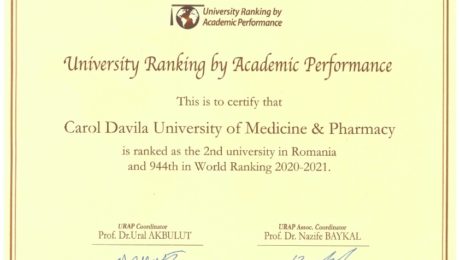 University Ranking by
Academic Performance
University Ranking by Academic Performance
This is to certify that
Carol Davila University of Medicine & Pharmacy
is ranked as the 2nd university in Romania
and 944th in World Ranking 2020-2021.
URAP Coordinator
Prof. Dr.Ural AKBULUT
URAP Assoc. Coordinator
Prof. Dr. Nazife BAYKAL